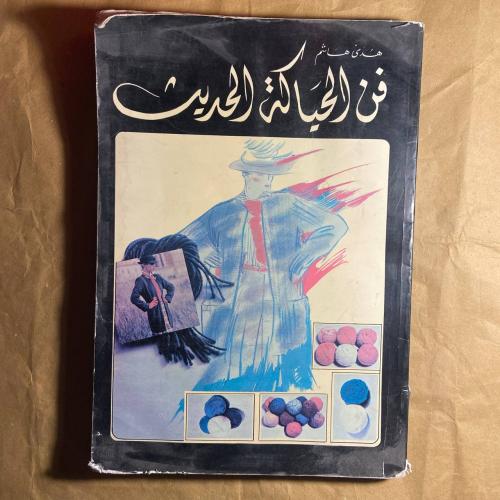 هدى هاشم
فن الحياكة الحديث